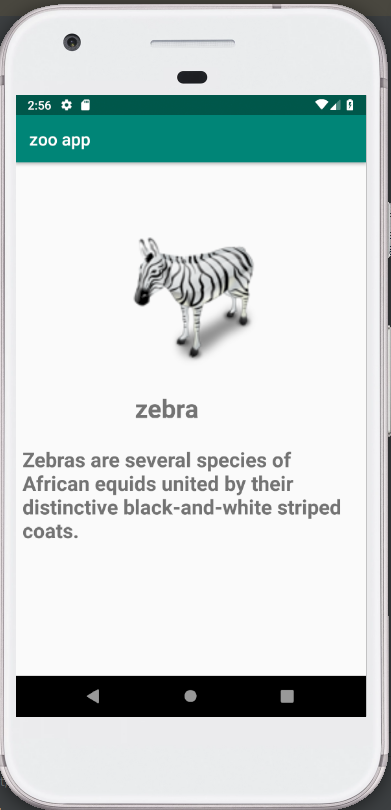 2:56
zoo app
zebra
Zebras are several species of
African equids united by their
distinctive black-and-white striped
coats.